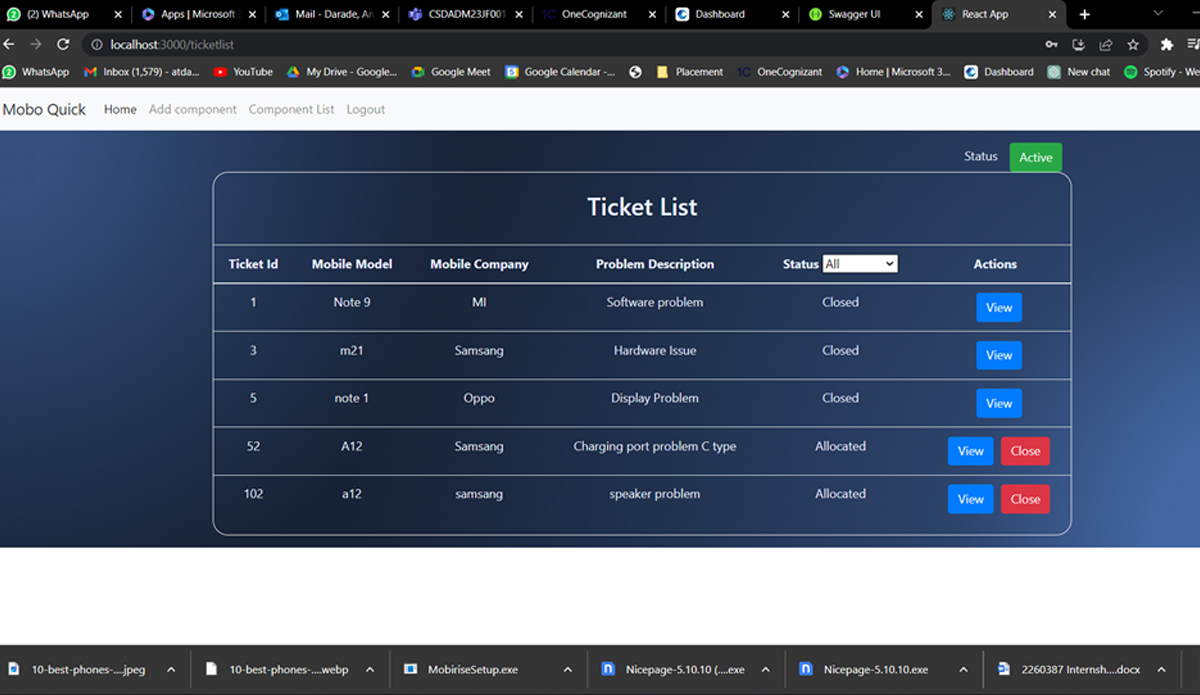 (2) WhatsApp Apps | Microsoft Mail - Darade, An CSDADM23JF001 OneCognizant Dashboard Swagger UI React App
localhost:3000/ticketlist
WhatsApp Inbox (1,579) - atda... YouTube My Drive - Google... Google Meet Google Calendar -... Placement OneCognizant Home | Microsoft 3... Dashboard New chat Spotify - We
Mobo Quick Home Add component Component List Logout
Status Active
Ticket List
Ticket Id Mobile Model Mobile Company Problem Description Status All Actions
1 Note 9 MI Software problem Closed View
3 m21 Samsang Hardware Issue Closed View
5 note 1 Oppo Display Problem Closed View
52 A12 Samsang Charging port problem C type Allocated View Close
102 a12 samsang speaker problem Allocated View Close
10-best-phones-....jpeg 10-best-phones-....webp MobiriseSetup.exe Nicepage-5.10.10 (....exe Nicepage-5.10.10.exe 2260387 Internsh....docx